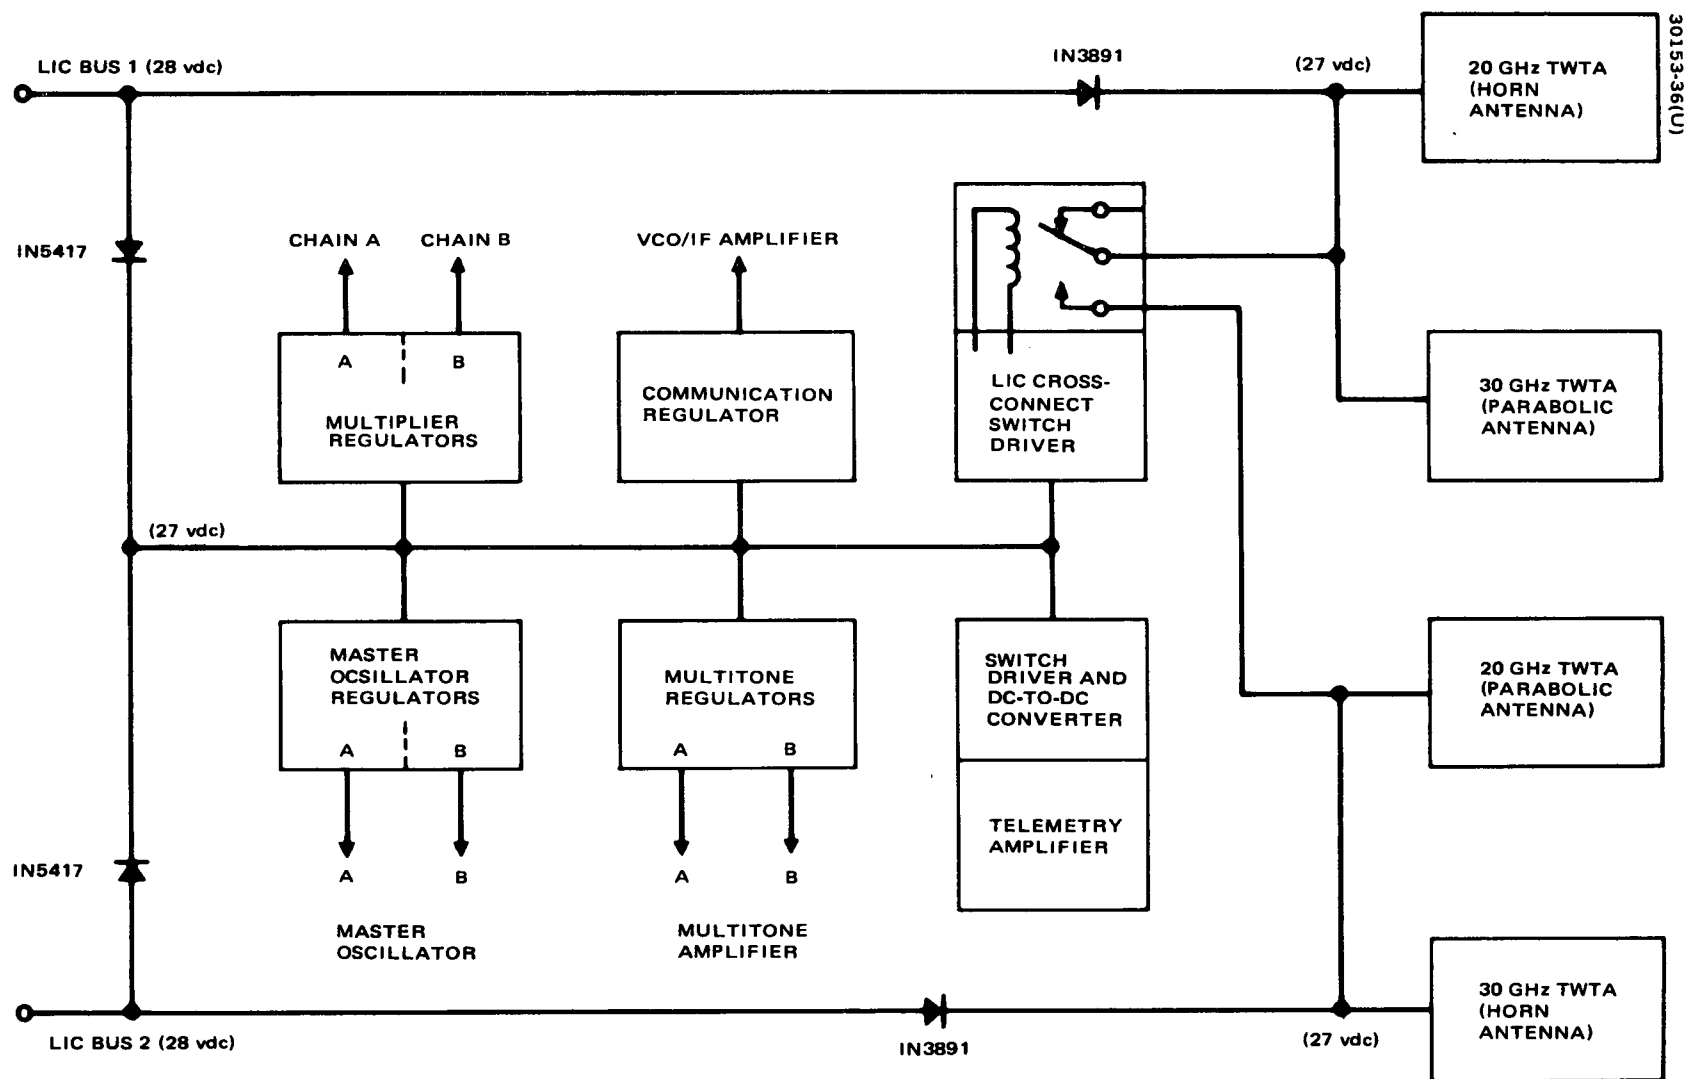 30153-36(U)
LIC BUS 1 (28 vdc)
IN3891
(27 vdc)
20 GHz TWTA
(HORN
ANTENNA)
IN5417
CHAIN A
CHAIN B
VCO/IF AMPLIFIER
A
B
MULTIPLIER
REGULATORS
COMMUNICATION
REGULATOR
LIC CROSS-
CONNECT
SWITCH
DRIVER
30 GHz TWTA
(PARABOLIC
ANTENNA)
(27 vdc)
MASTER
OCSILLATOR
REGULATORS
A
B
MULTITONE
REGULATORS
A
B
SWITCH
DRIVER AND
DC-TO-DC
CONVERTER
TELEMETRY
AMPLIFIER
20 GHz TWTA
(PARABOLIC
ANTENNA)
IN5417
A
B
MASTER
OSCILLATOR
A
B
MULTITONE
AMPLIFIER
30 GHz TWTA
(HORN
ANTENNA)
LIC BUS 2 (28 vdc)
IN3891
(27 vdc)